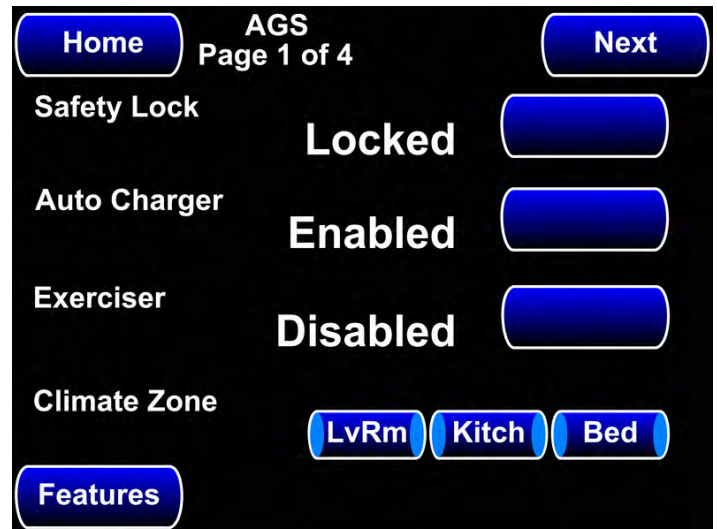 Home
AGS
Page 1 of 4
Next
Safety Lock
Locked
Auto Charger
Enabled
Exerciser
Disabled
Climate Zone
LvRm Kitch Bed
Features